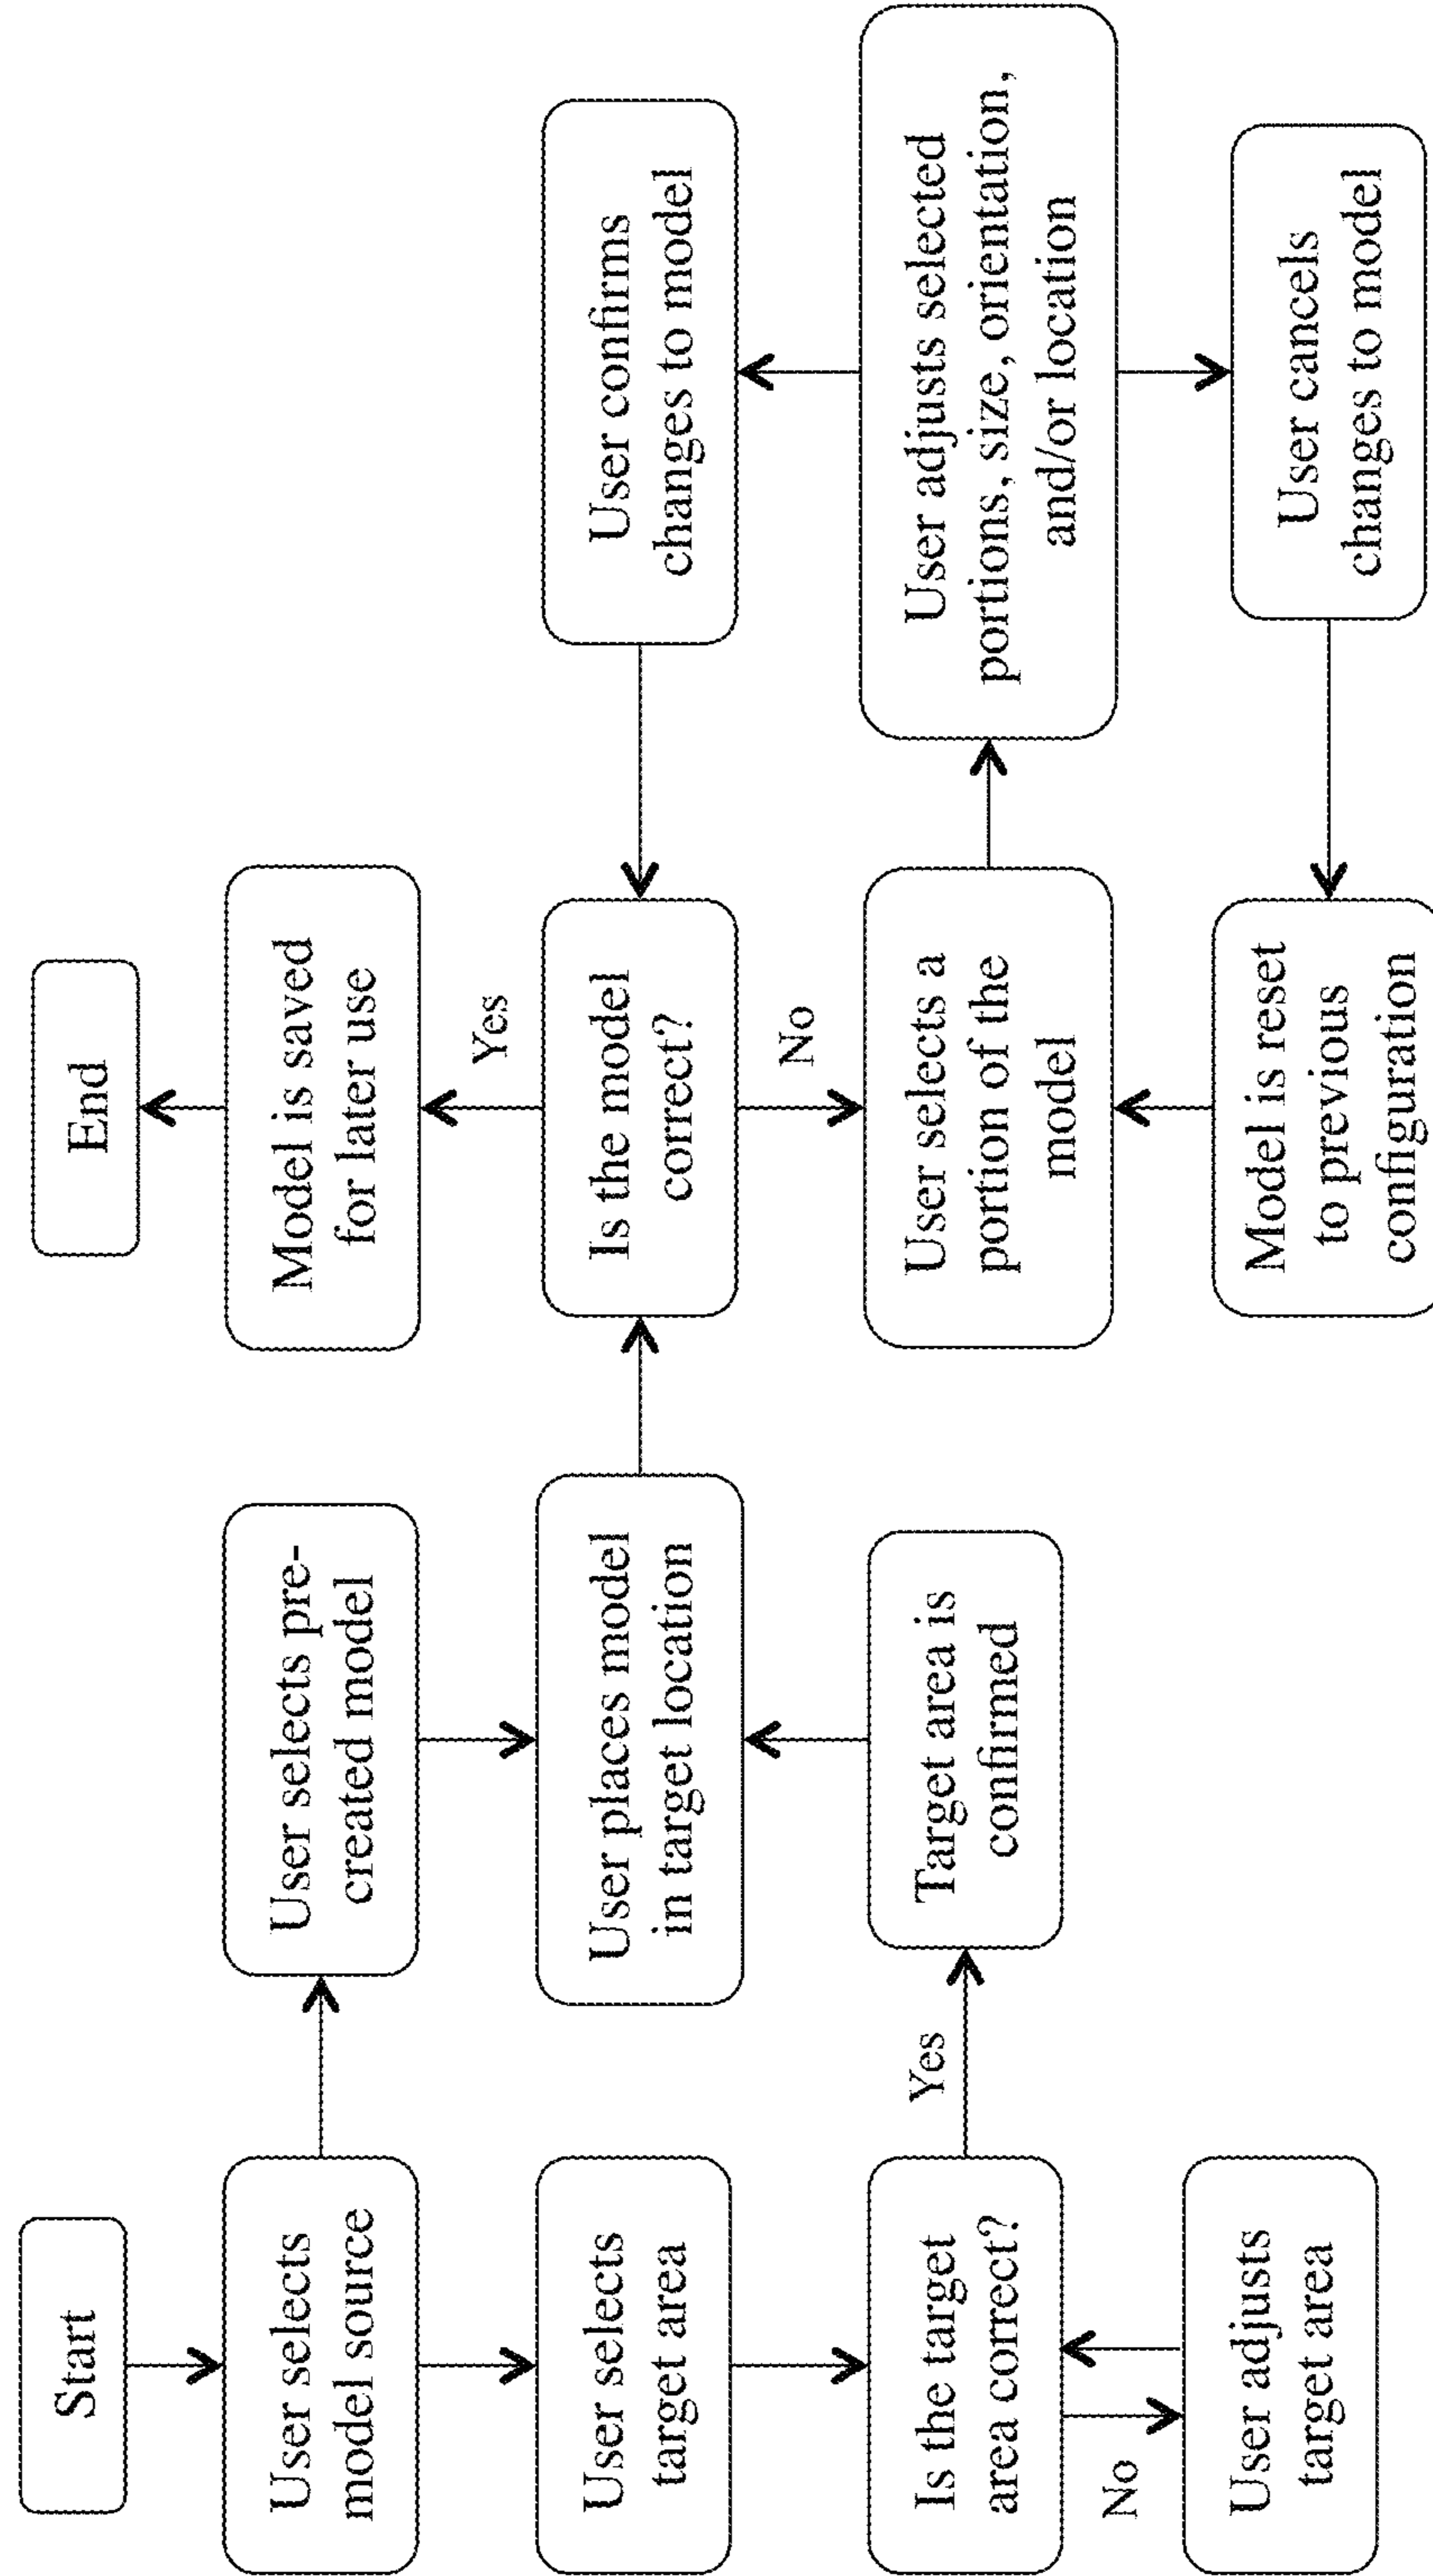 Start
User selects
model source
User selects
target area
Is the target
area correct?
No
User adjusts
target area
Yes
User selects pre-
created model
User places model
in target location
Target area is
confirmed
End
Model is saved
for later use
Yes
Is the model
correct?
No
User selects a
portion of the
model
Model is reset
to previous
configuration
User confirms
changes to model
User adjusts selected
portions, size, orientation,
and/or location
User cancels
changes to model